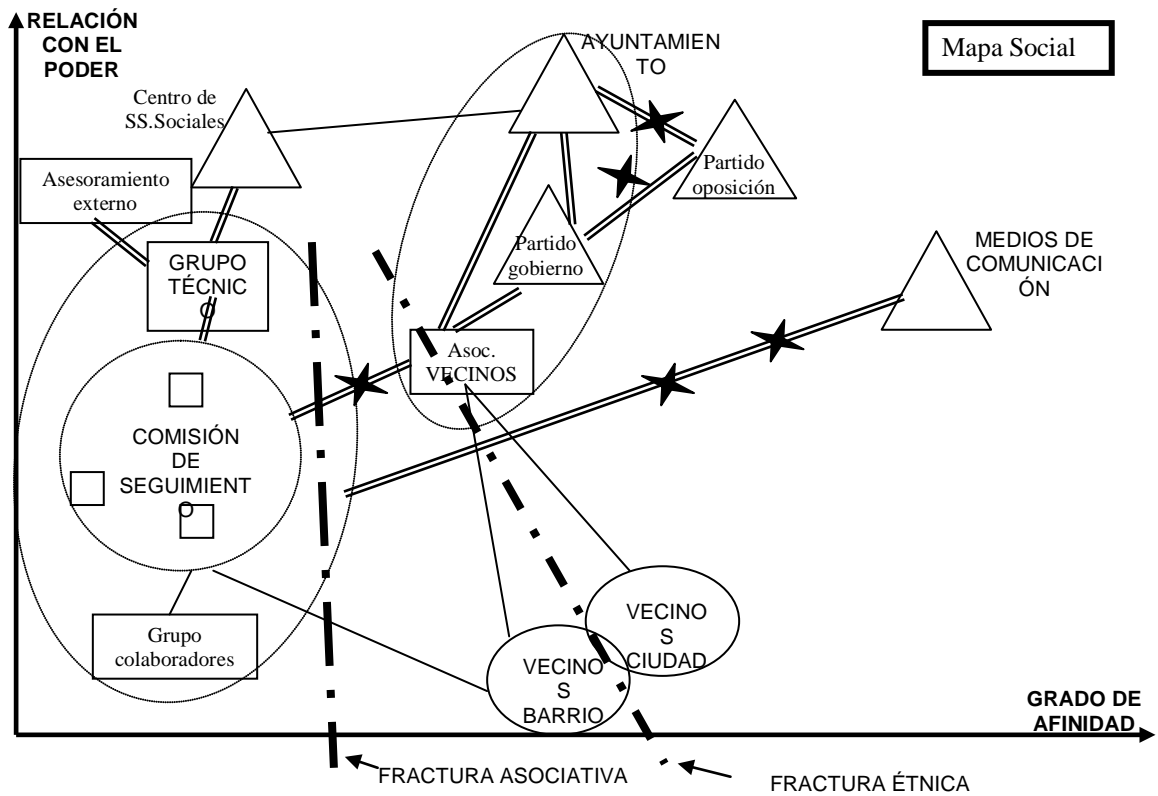 RELACIÓN
CON EL
PODER
Mapa Social
AYUNTAMIEN
TO
Centro de
SS.Sociales
Partido
oposición
Asesoramiento
externo
Partido
gobierno
MEDIOS DE
COMUNICACI
ÓN
GRUPO
TÉCNIC
O
Asoc.
VECINOS
COMISIÓN
DE
SEGUIMIENT
O
Grupo
colaboradores
VECINO
S
CIUDAD
VECINO
S
BARRIO
GRADO DE
AFINIDAD
FRACTURA ASOCIATIVA
FRACTURA ÉTNICA